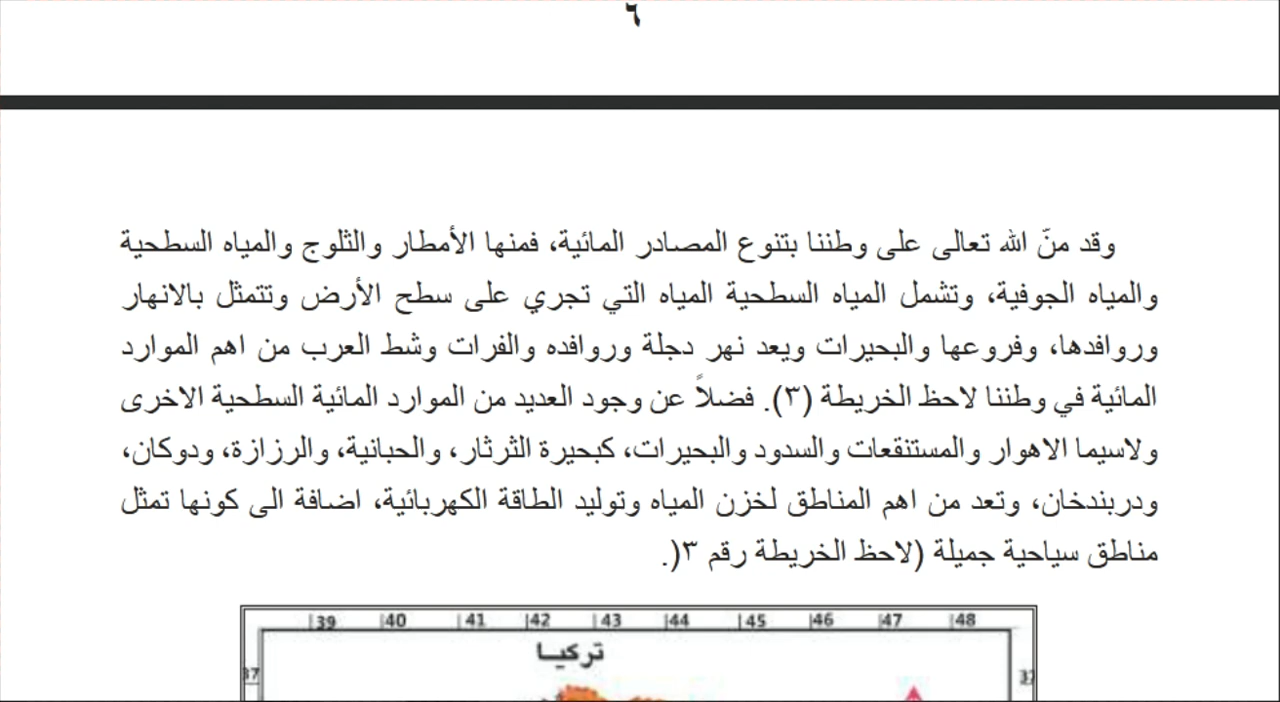 ٦
وقد منّ الله تعالى على وطننا بتنوع المصادر المائية، فمنها الأمطار والثلوج والمياه السطحية
والمياه الجوفية، وتشمل المياه السطحية المياه التي تجري على سطح الأرض وتتمثل بالانهار
وروافدها، وفروعها والبحيرات ويعد نهر دجلة وروافده والفرات وشط العرب من اهم الموارد
المائية في وطننا لاحظ الخريطة (٣). فضلاً عن وجود العديد من الموارد المائية السطحية الاخرى
ولاسيما الاهوار والمستنقعات والسدود والبحيرات، كبحيرة الثرثار، والحبانية، والرزازة، ودوكان،
ودربندخان، وتعد من اهم المناطق لخزن المياه وتوليد الطاقة الكهربائية، اضافة الى كونها تمثل
مناطق سياحية جميلة (لاحظ الخريطة رقم ٣(.
39 40 41 42 43 44 45 46 47 48
تركيـا
37 37